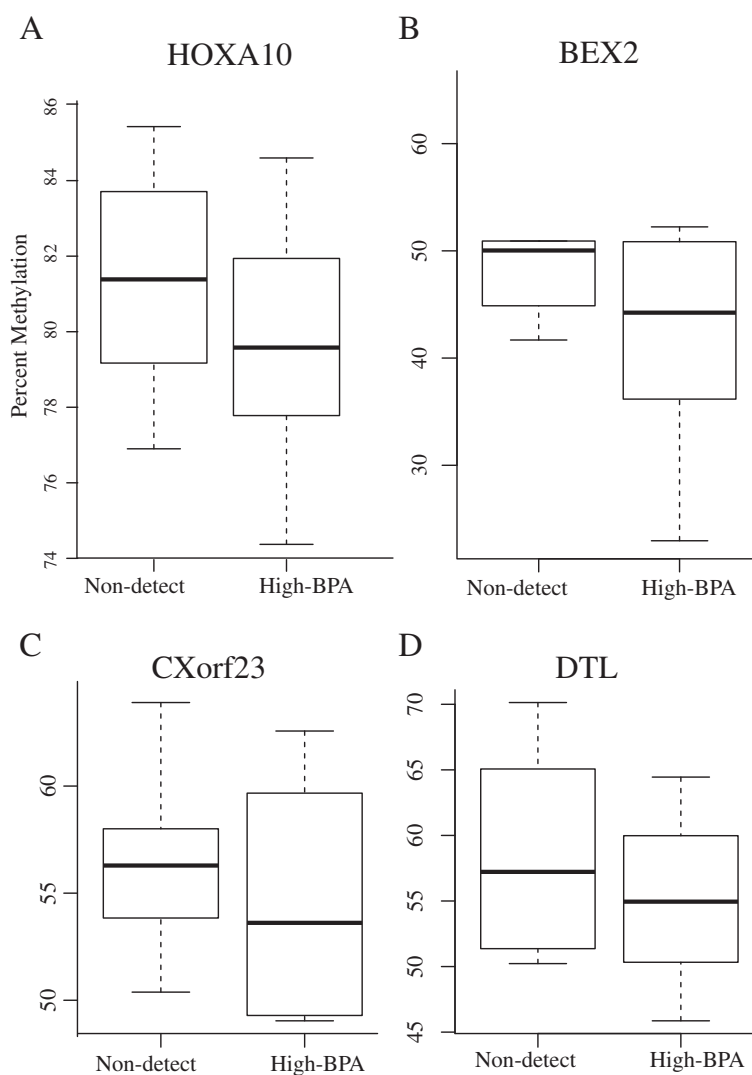 A
HOXA10
Percent Methylation
86
84
82
80
78
76
74
Non-detect
High-BPA
B
BEX2
60
50
40
30
Non-detect
High-BPA
C
CXorf23
60
55
50
Non-detect
High-BPA
D
DTL
70
65
60
55
50
45
Non-detect
High-BPA